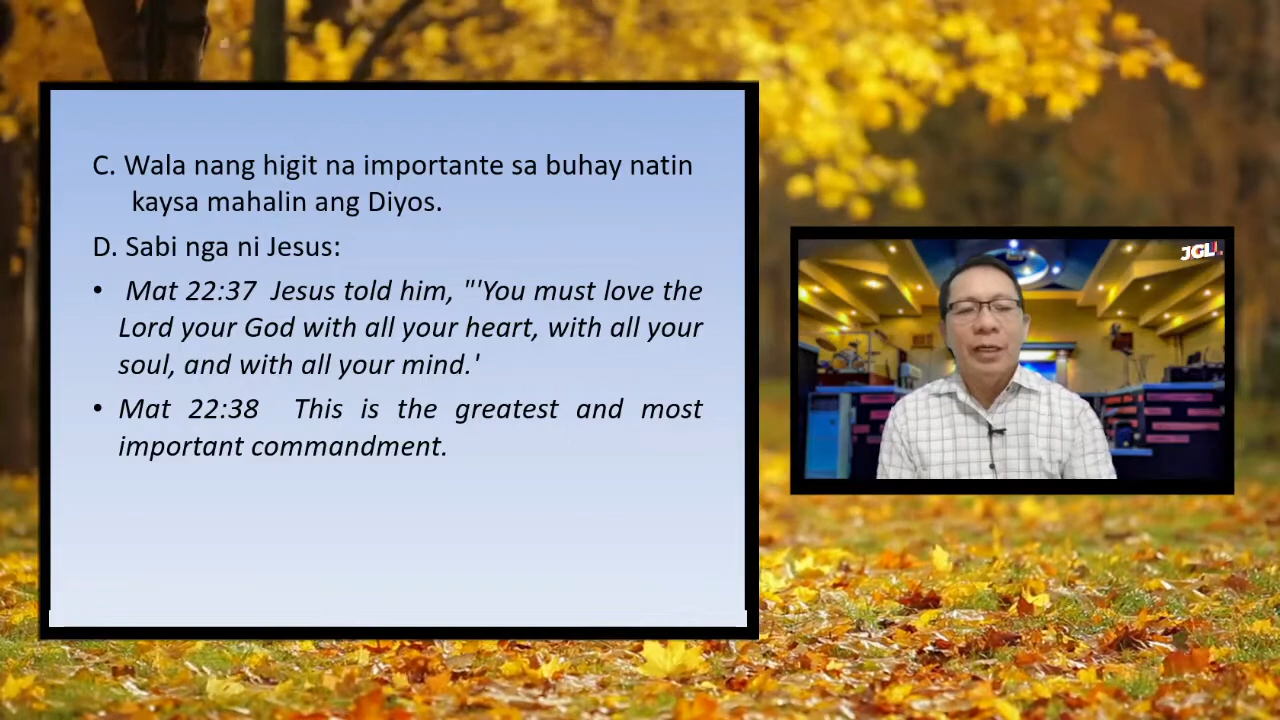 C. Wala nang higit na importante sa buhay natin
kaysa mahalin ang Diyos.
D. Sabi nga ni Jesus:
• Mat 22:37 Jesus told him, "'You must love the
Lord your God with all your heart, with all your
soul, and with all your mind.'
• Mat 22:38 This is the greatest and most
important commandment.
JGLI